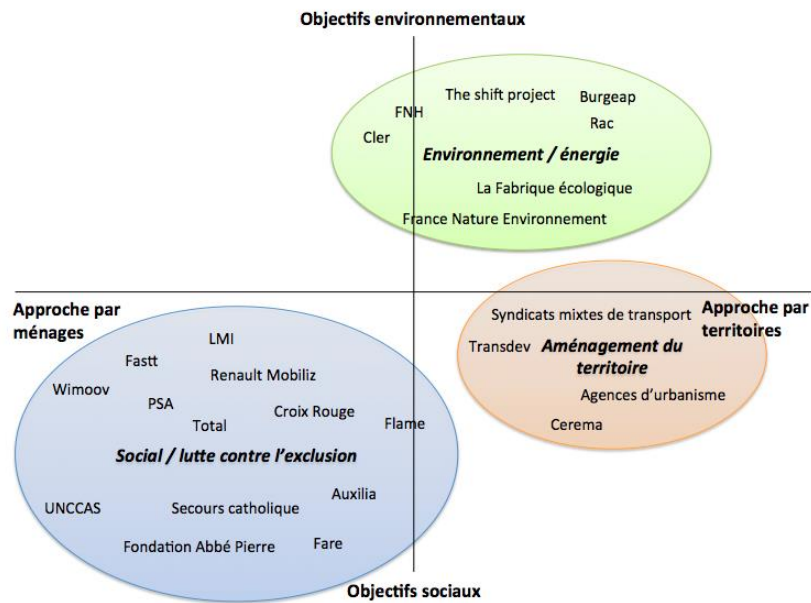 Objectifs environnementaux
The shift project
Burgeap
FNH
Rac
Cler
Environnement / énergie
La Fabrique écologique
France Nature Environnement
Approche par
ménages
Approche par
territoires
Syndicats mixtes de transport
LMI
Transdev
Aménagement du
territoire
Fastt
Renault Mobiliz
Wimoov
Agences d’urbanisme
PSA
Croix Rouge
Total
Flame
Cerema
Social / lutte contre l’exclusion
Auxilia
UNCCAS
Secours catholique
Fondation Abbé Pierre
Fare
Objectifs sociaux